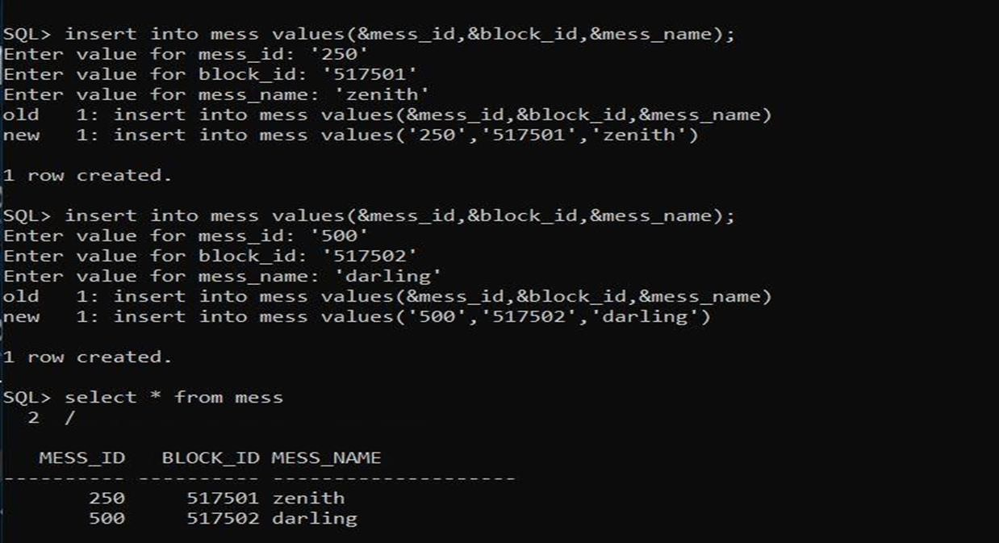 SQL> insert into mess values(&mess_id,&block_id,&mess_name);
Enter value for mess_id: '250'
Enter value for block_id: '517501'
Enter value for mess_name: 'zenith'
old   1: insert into mess values(&mess_id,&block_id,&mess_name)
new   1: insert into mess values('250','517501','zenith')
1 row created.
SQL> insert into mess values(&mess_id,&block_id,&mess_name);
Enter value for mess_id: '500'
Enter value for block_id: '517502'
Enter value for mess_name: 'darling'
old   1: insert into mess values(&mess_id,&block_id,&mess_name)
new   1: insert into mess values('500','517502','darling')
1 row created.
SQL> select * from mess
  2  /
   MESS_ID   BLOCK_ID MESS_NAME
---------- ---------- --------------------
       250     517501 zenith
       500     517502 darling